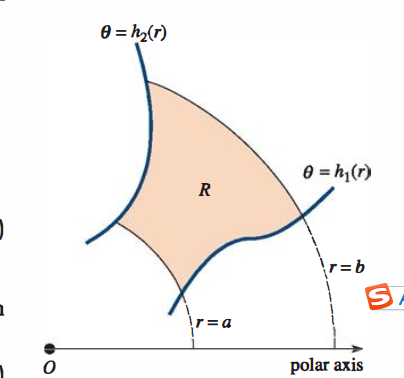 θ = h₂(r)
θ = h₁(r)
R
)
r = b
S
n
r = a
O
polar axis
)